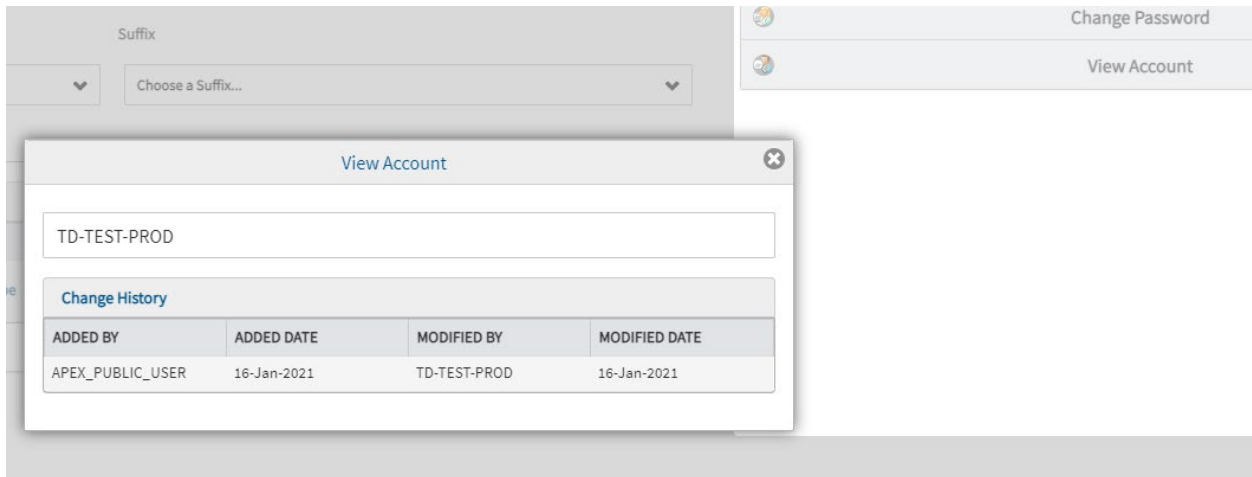 Suffix
Choose a Suffix...
Change Password
View Account
View Account
TD-TEST-PROD
Change History
ADDED BY ADDED DATE MODIFIED BY MODIFIED DATE
APEX_PUBLIC_USER 16-Jan-2021 TD-TEST-PROD 16-Jan-2021